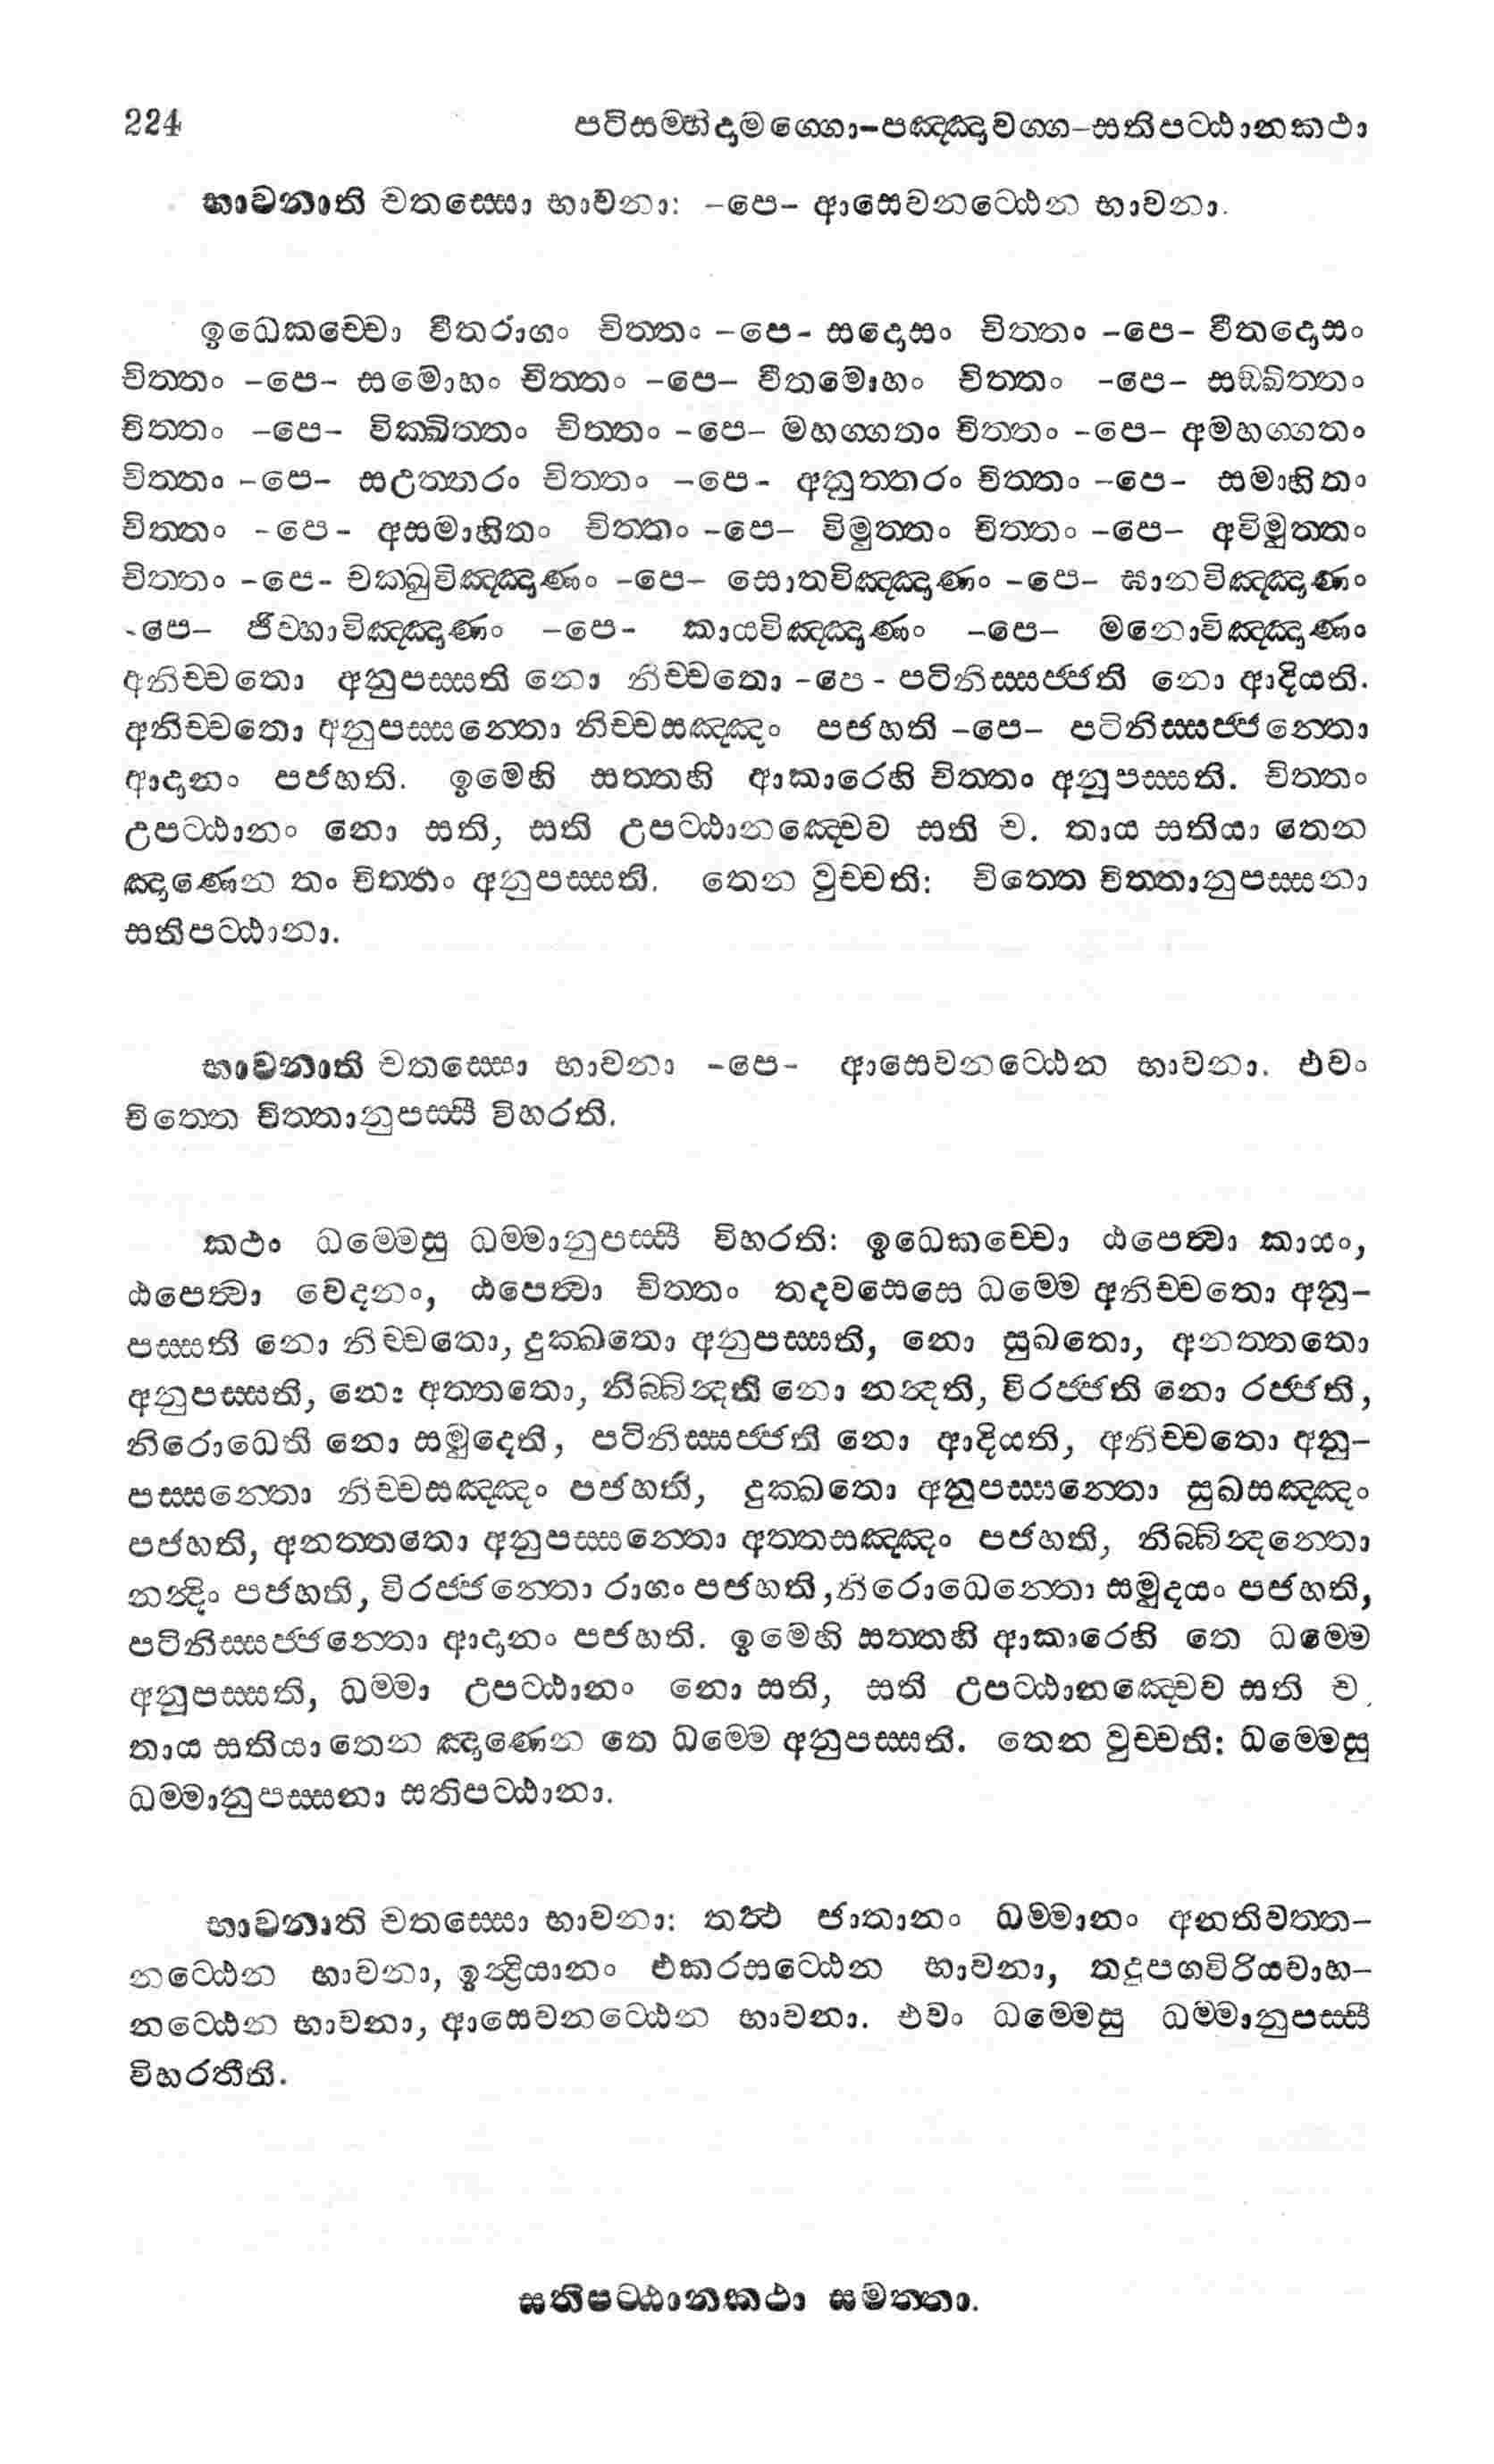 224 පටිසම්භිදාමග්ගො-පඤ්ඤාවග්ග-සතිපට්ඨානකථා
භාවනාති චතස්සො භාවනා: -පෙ- ආසෙවනට්ඨෙන භාවනා.
ඉධෙකච්චො වීතරාගං චිත්තං -පෙ- සදොසං චිත්තං -පෙ- වීතදොසං
චිත්තං -පෙ- සමොහං චිත්තං -පෙ- වීතමොහං චිත්තං -පෙ- සඞ්ඛිත්තං
චිත්තං -පෙ- වික්ඛිත්තං චිත්තං -පෙ- මහග්ගතං චිත්තං -පෙ- අමහග්ගතං
චිත්තං -පෙ- සඋත්තරං චිත්තං -පෙ- අනුත්තරං චිත්තං -පෙ- සමාහිතං
චිත්තං -පෙ- අසමාහිතං චිත්තං -පෙ- විමුත්තං චිත්තං -පෙ- අවිමුත්තං
චිත්තං -පෙ- චක්ඛුවිඤ්ඤාණං -පෙ- සොතවිඤ්ඤාණං -පෙ- ඝානවිඤ්ඤාණං
-පෙ- ජිව්හාවිඤ්ඤාණං -පෙ- කායවිඤ්ඤාණං -පෙ- මනොවිඤ්ඤාණං
අනිච්චතො අනුපස්සති නො නිච්චතො -පෙ- පටිනිස්සජ්ජති නො ආදියති.
අනිච්චතො අනුපස්සන්තො නිච්චසඤ්ඤං පජහති -පෙ- පටිනිස්සජ්ජන්තො
ආදානං පජහති. ඉමෙහි සත්තහි ආකාරෙහි චිත්තං අනුපස්සති. චිත්තං
උපට්ඨානං නො සති, සති උපට්ඨානඤ්චෙව සති ච. තාය සතියා තෙන
ඤාණෙන තං චිත්තං අනුපස්සති. තෙන වුච්චති: චිත්තෙ චිත්තානුපස්සනා
සතිපට්ඨානා.
භාවනාති චතස්සො භාවනා -පෙ- ආසෙවනට්ඨෙන භාවනා. එවං
චිත්තෙ චිත්තානුපස්සී විහරති.
කථං ධම්මෙසු ධම්මානුපස්සී විහරති: ඉධෙකච්චො ඨපෙත්වා කායං,
ඨපෙත්වා වේදනං, ඨපෙත්වා චිත්තං තදවසෙසෙ ධම්මෙ අනිච්චතො අනු-
පස්සති නො නිච්චතො, දුක්ඛතො අනුපස්සති, නො සුඛතො, අනත්තතො
අනුපස්සති, නො අත්තතො, නිබ්බින්දති නො නන්දති, විරජ්ජති නො රජ්ජති,
නිරොධෙති නො සමුදෙති, පටිනිස්සජ්ජති නො ආදියති, අනිච්චතො අනු-
පස්සන්තො නිච්චසඤ්ඤං පජහති, දුක්ඛතො අනුපස්සන්තො සුඛසඤ්ඤං
පජහති, අනත්තතො අනුපස්සන්තො අත්තසඤ්ඤං පජහති, නිබ්බින්දන්තො
නන්දිං පජහති, විරජ්ජන්තො රාගං පජහති, නිරොධෙන්තො සමුදයං පජහති,
පටිනිස්සජ්ජන්තො ආදානං පජහති. ඉමෙහි සත්තහි ආකාරෙහි තෙ ධම්මෙ
අනුපස්සති, ධම්මා උපට්ඨානං නො සති, සති උපට්ඨානඤ්චෙව සති ච.
තාය සතියා තෙන ඤාණෙන තෙ ධම්මෙ අනුපස්සති. තෙන වුච්චති: ධම්මෙසු
ධම්මානුපස්සනා සතිපට්ඨානා.
භාවනාති චතස්සො භාවනා: තත්ථ ජාතානං ධම්මානං අනතිවත්ත-
නට්ඨෙන භාවනා, ඉන්ද්‍රියානං එකරසට්ඨෙන භාවනා, තදුපගවිරියවාහ-
නට්ඨෙන භාවනා, ආසෙවනට්ඨෙන භාවනා. එවං ධම්මෙසු ධම්මානුපස්සී
විහරතීති.
සතිපට්ඨානකථා සමත්තා.